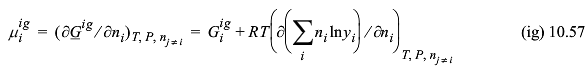 μ_i^{ig} = (∂G̲^{ig}/∂n_i)_{T, P, n_{j≠i}} = G_i^{ig} + RT(∂(∑_i n_i ln y_i)/∂n_i)_{T, P, n_{j≠i}} (ig) 10.57